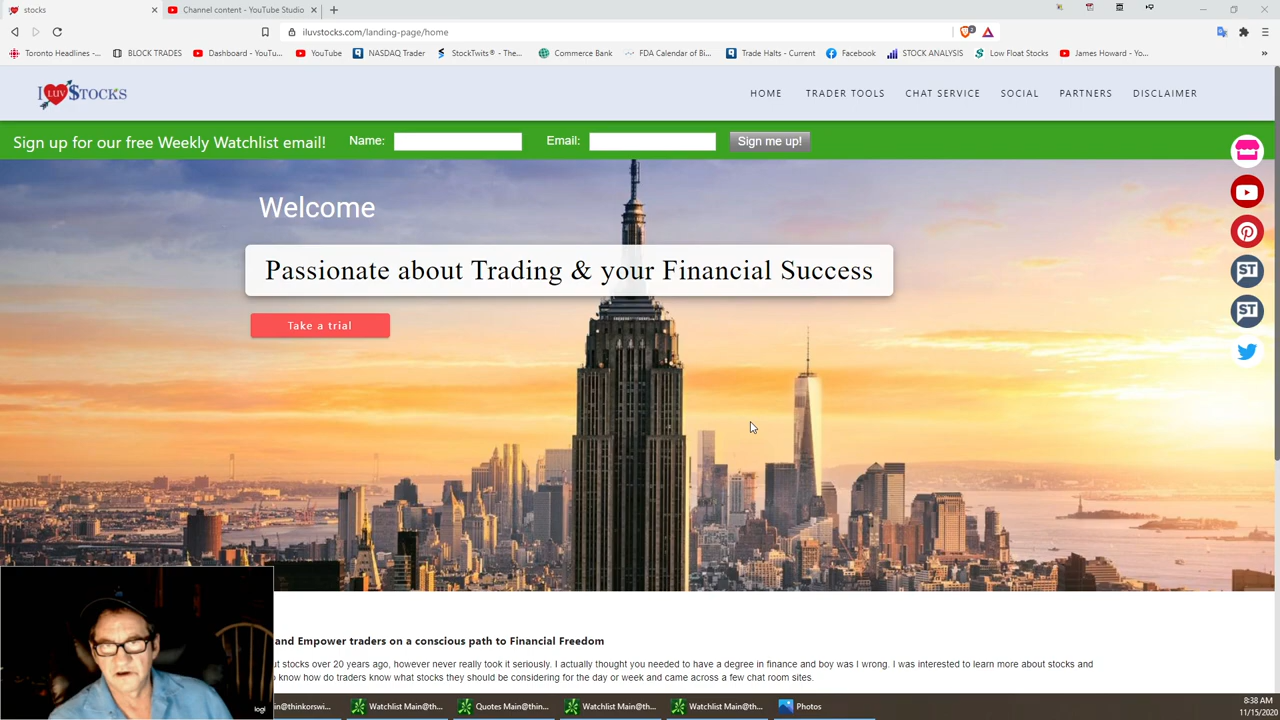 stocks
Channel content - YouTube Studio
iluvstocks.com/landing-page/home
Toronto Headlines -...
BLOCK TRADES
Dashboard - YouTu...
YouTube
NASDAQ Trader
StockTwits® - The...
Commerce Bank
FDA Calendar of Bi...
Trade Halts - Current
Facebook
STOCK ANALYSIS
Low Float Stocks
James Howard - Yo...
I LUV $TOCKS
HOME
TRADER TOOLS
CHAT SERVICE
SOCIAL
PARTNERS
DISCLAIMER
Sign up for our free Weekly Watchlist email! Name: Email: Sign me up!
Welcome
Passionate about Trading & your Financial Success
Take a trial
ST
ST
and Empower traders on a conscious path to Financial Freedom
ut stocks over 20 years ago, however never really took it seriously. I actually thought you needed to have a degree in finance and boy was I wrong. I was interested to learn more about stocks and
o know how do traders know what stocks they should be considering for the day or week and came across a few chat room sites.
logi
in@thinkorswi...
Watchlist Main@th...
Quotes Main@thin...
Watchlist Main@th...
Watchlist Main@th...
Photos
8:38 AM
11/15/2020